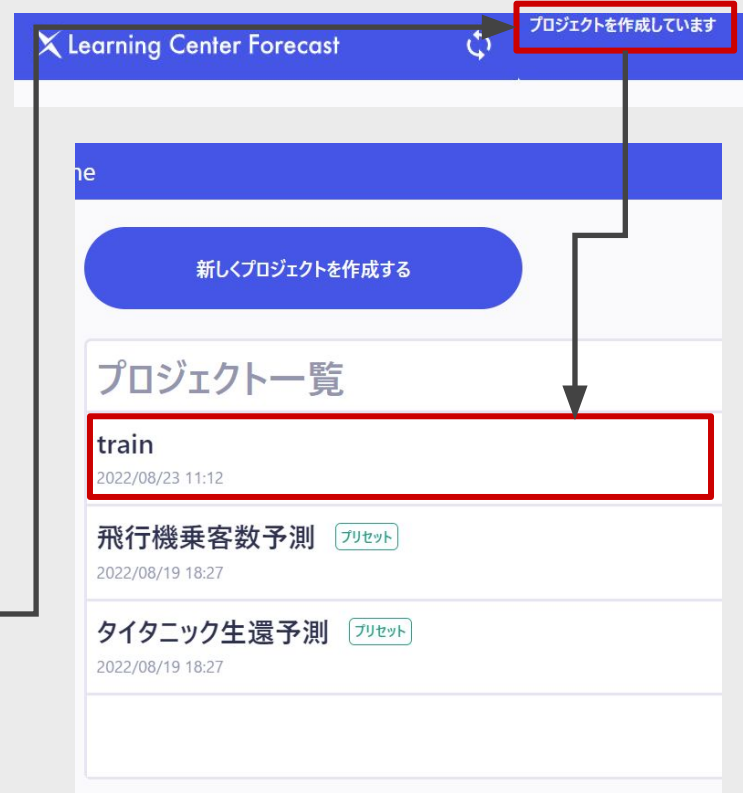 Learning Center Forecast
プロジェクトを作成しています
ne
新しくプロジェクトを作成する
プロジェクト一覧
train
2022/08/23 11:12
飛行機乗客数予測 プリセット
2022/08/19 18:27
タイタニック生還予測 プリセット
2022/08/19 18:27